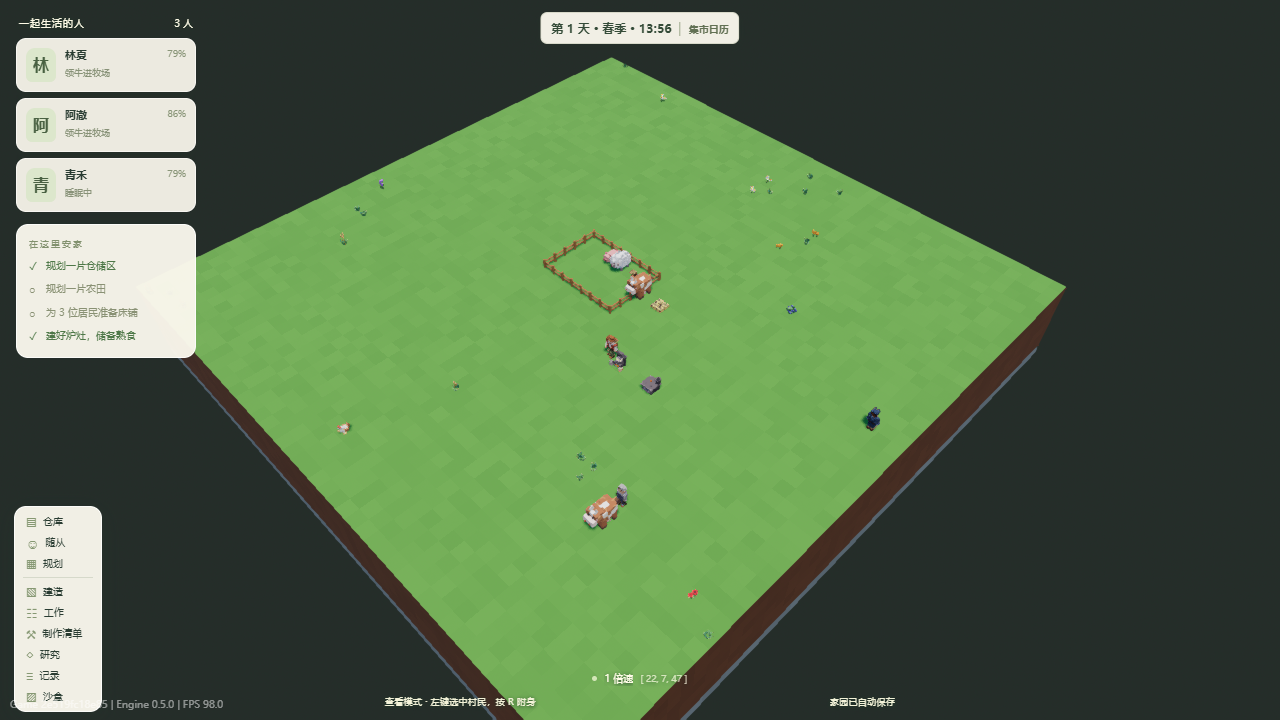 一起生活的人 3 人
林 林夏 79%
领牛进牧场
阿 阿澈 86%
领牛进牧场
青 青禾 79%
睡眠中
在这里安家
✓ 规划一片仓储区
○ 规划一片农田
○ 为 3 位居民准备床铺
✓ 建好炉灶，储备熟食
第 1 天 • 春季 • 13:56 | 集市日历
仓库
随从
规划
建造
工作
制作清单
研究
记录
沙盒
| Engine 0.5.0 | FPS 98.0
1 倍速 [ 22, 7, 47 ]
查看模式 · 左键选中村民，按 R 附身
家园已自动保存